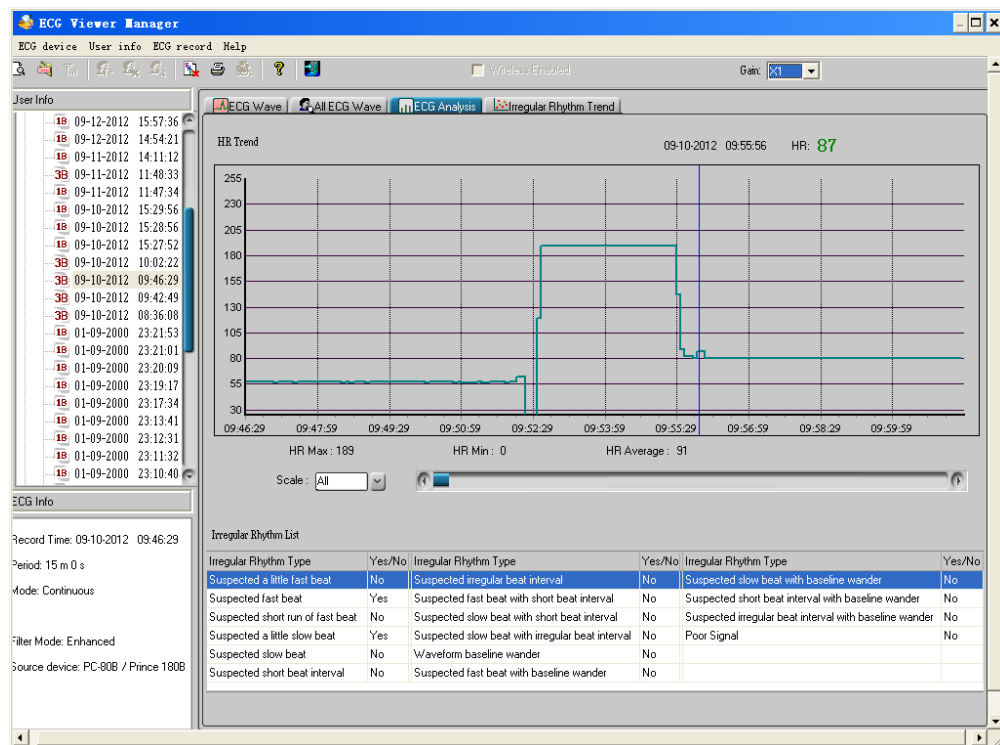 ECG Viewer Manager
ECG device User info ECG record Help
Wireless Enabled
Gain: X1
User Info
1B 09-12-2012 15:57:36
1B 09-12-2012 14:54:21
1B 09-11-2012 14:11:12
3B 09-11-2012 11:48:33
1B 09-11-2012 11:47:34
1B 09-10-2012 15:29:56
1B 09-10-2012 15:28:56
1B 09-10-2012 15:27:52
3B 09-10-2012 10:02:22
3B 09-10-2012 09:46:29
3B 09-10-2012 09:42:49
3B 09-10-2012 08:36:08
1B 01-09-2000 23:21:53
1B 01-09-2000 23:21:01
1B 01-09-2000 23:20:09
1B 01-09-2000 23:19:17
1B 01-09-2000 23:17:34
1B 01-09-2000 23:13:41
1B 01-09-2000 23:12:31
1B 01-09-2000 23:11:32
1B 01-09-2000 23:10:40
ECG Info
Record Time: 09-10-2012 09:46:29
Period: 15 m 0 s
Mode: Continuous
Filter Mode: Enhanced
Source device: PC-80B / Prince 180B
ECG Wave All ECG Wave ECG Analysis Irregular Rhythm Trend
HR Trend 09-10-2012 09:55:56 HR: 87
255
230
205
180
155
130
105
80
55
30
09:46:29 09:47:59 09:49:29 09:50:59 09:52:29 09:53:59 09:55:29 09:56:59 09:58:29 09:59:59
HR Max : 189 HR Min : 0 HR Average : 91
Scale : All
Irregular Rhythm List
Irregular Rhythm Type Yes/No Irregular Rhythm Type Yes/No Irregular Rhythm Type Yes/No
Suspected a little fast beat No Suspected irregular beat interval No Suspected slow beat with baseline wander No
Suspected fast beat Yes Suspected fast beat with short beat interval No Suspected short beat interval with baseline wander No
Suspected short run of fast beat No Suspected slow beat with short beat interval No Suspected irregular beat interval with baseline wander No
Suspected a little slow beat Yes Suspected slow beat with irregular beat interval No Poor Signal No
Suspected slow beat No Waveform baseline wander No
Suspected short beat interval No Suspected fast beat with baseline wander No